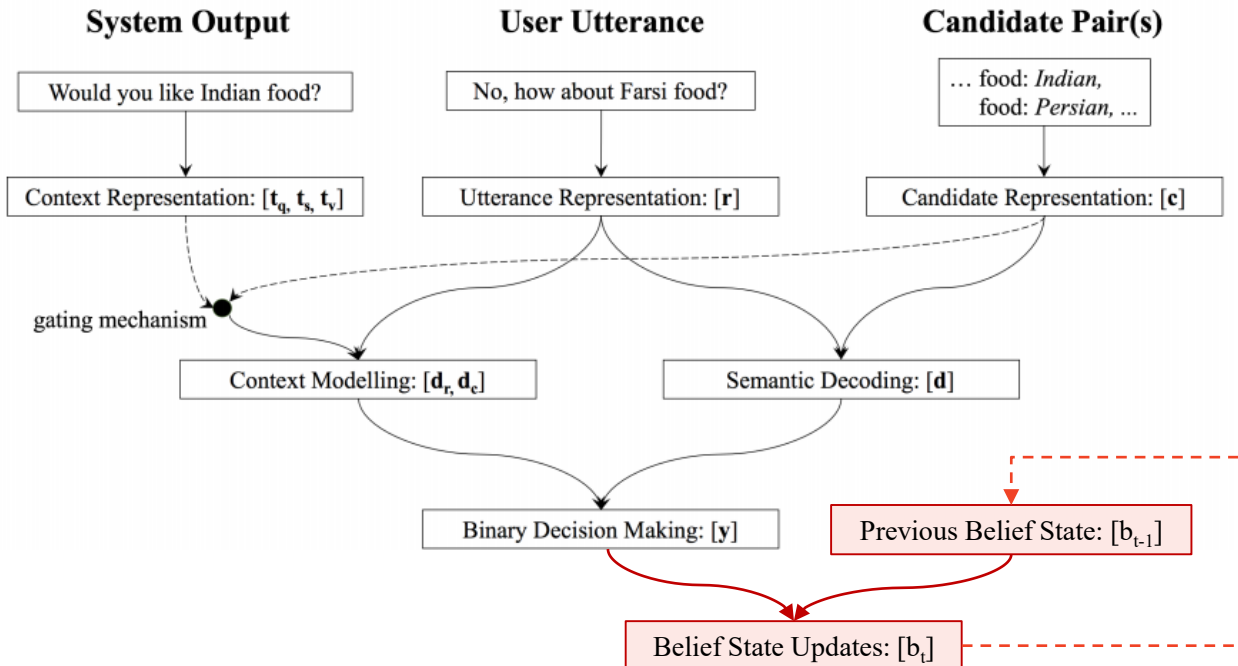 System Output
User Utterance
Candidate Pair(s)
Would you like Indian food?
No, how about Farsi food?
... food: Indian,
food: Persian, ...
Context Representation: [tq, ts, tv]
Utterance Representation: [r]
Candidate Representation: [c]
gating mechanism
Context Modelling: [dr, dc]
Semantic Decoding: [d]
Binary Decision Making: [y]
Previous Belief State: [bt-1]
Belief State Updates: [bt]